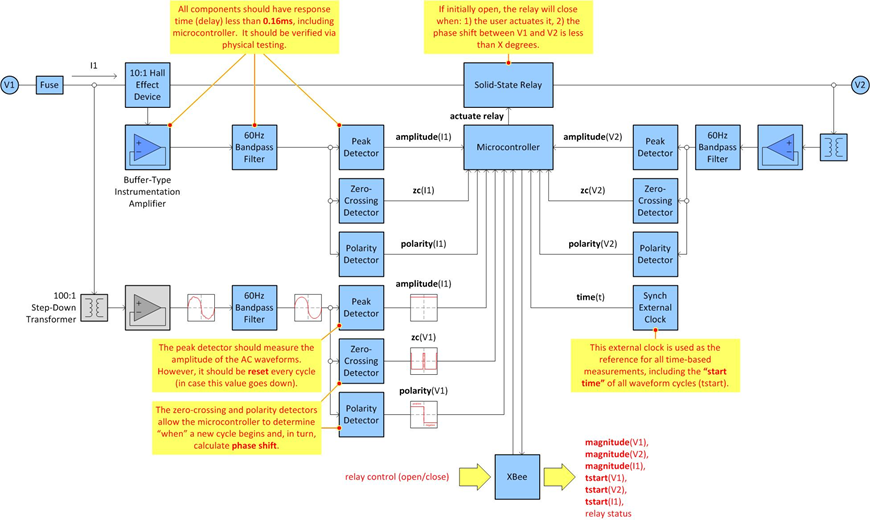 All components should have response
time (delay) less than 0.16ms, including
microcontroller. It should be verified via
physical testing.
If initially open, the relay will close
when: 1) the user actuates it, 2) the
phase shift between V1 and V2 is less
than X degrees.
V1
Fuse
I1
10:1 Hall
Effect
Device
Solid-State Relay
V2
actuate relay
Buffer-Type
Instrumentation
Amplifier
60Hz
Bandpass
Filter
Peak
Detector
amplitude(I1)
Microcontroller
amplitude(V2)
Peak
Detector
60Hz
Bandpass
Filter
Zero-
Crossing
Detector
zc(I1)
zc(V2)
Zero-
Crossing
Detector
Polarity
Detector
polarity(I1)
polarity(V2)
Polarity
Detector
100:1
Step-Down
Transformer
60Hz
Bandpass
Filter
Peak
Detector
amplitude(I1)
time(t)
Synch
External
Clock
The peak detector should measure the
amplitude of the AC waveforms.
However, it should be reset every cycle
(in case this value goes down).
Zero-
Crossing
Detector
zc(V1)
This external clock is used as the
reference for all time-based
measurements, including the “start
time” of all waveform cycles (tstart).
The zero-crossing and polarity detectors
allow the microcontroller to determine
“when” a new cycle begins and, in turn,
calculate phase shift.
Polarity
Detector
polarity(V1)
relay control (open/close)
XBee
magnitude(V1),
magnitude(V2),
magnitude(I1),
tstart(V1),
tstart(V2),
tstart(I1),
relay status